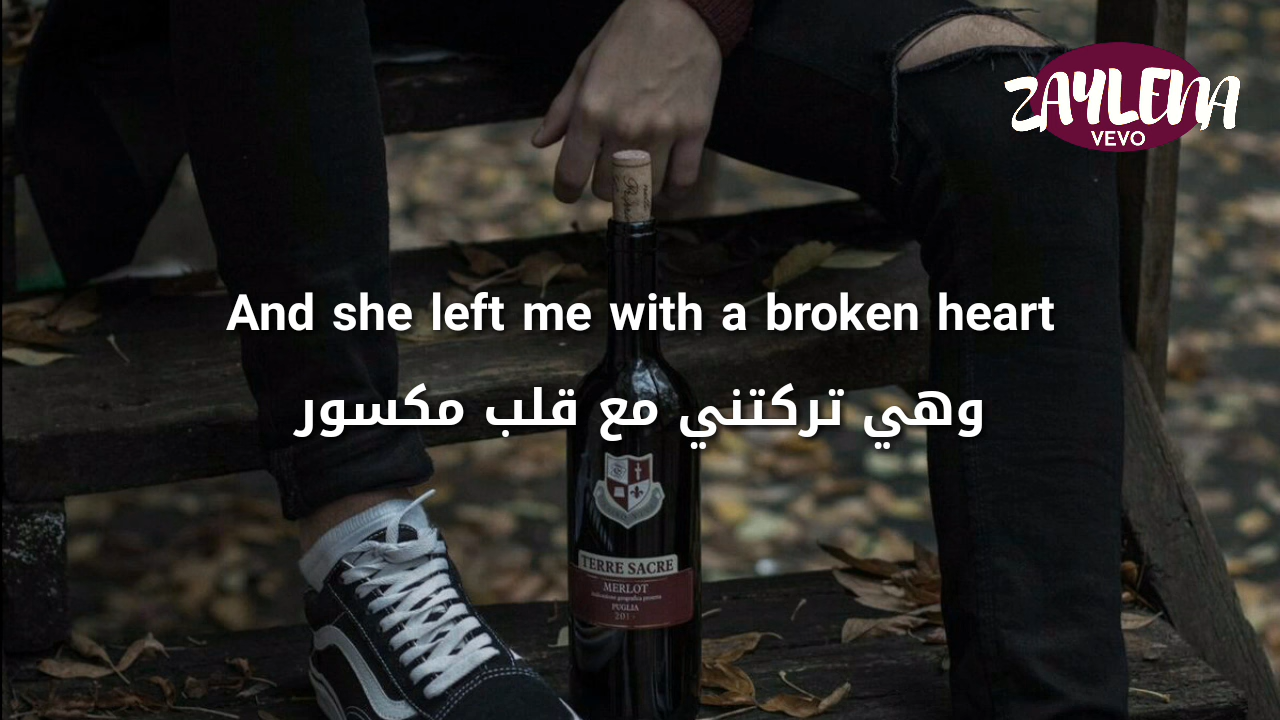 ZAYLENA
VEVO
And she left me with a broken heart
وهي تركتني مع قلب مكسور
TERRE SACRE
MERLOT
PUGLIA